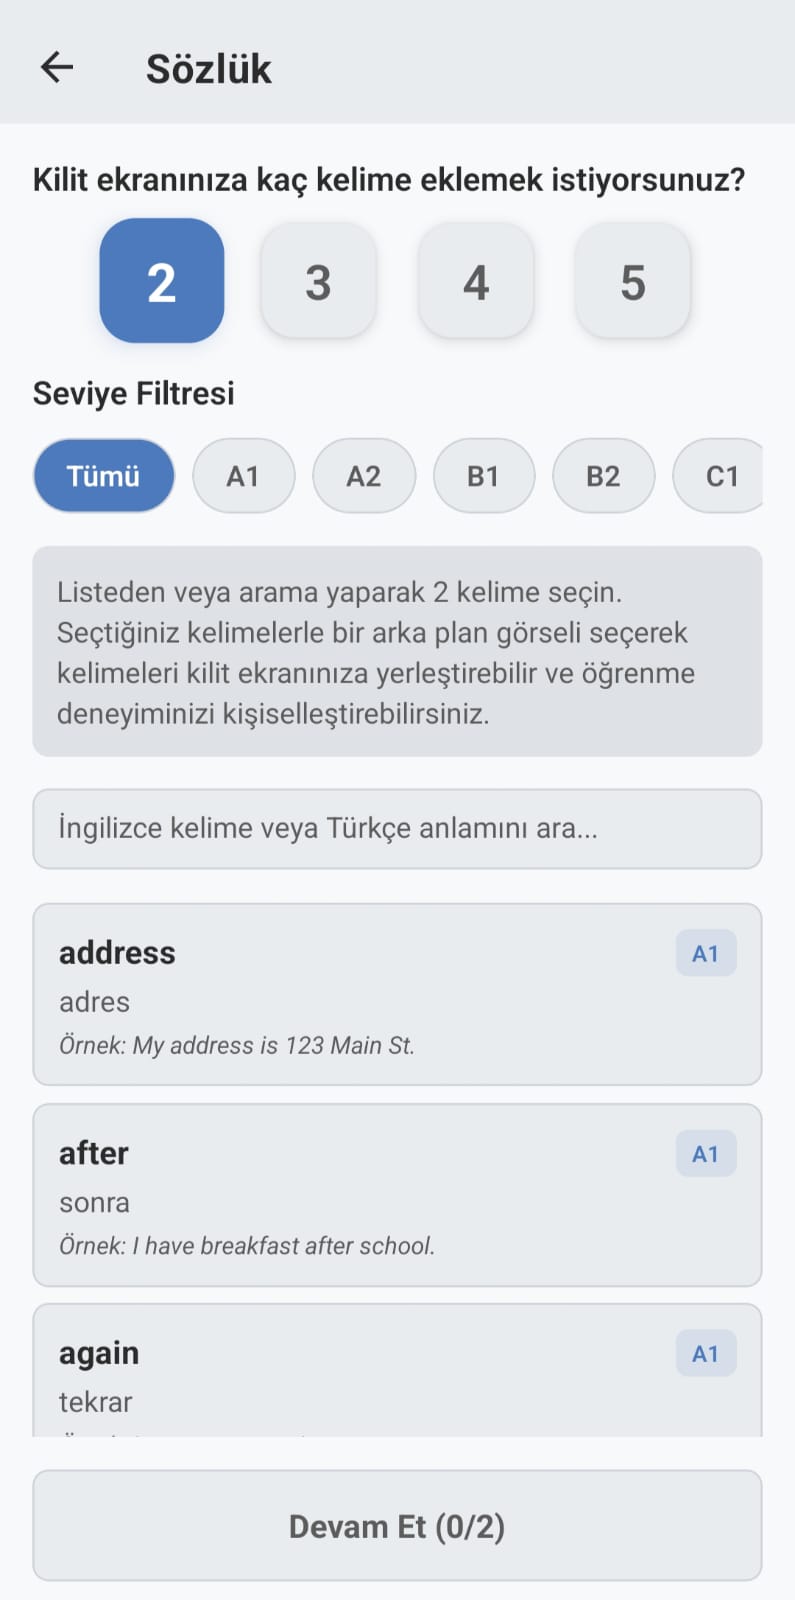 Sözlük
Kilit ekranınıza kaç kelime eklemek istiyorsunuz?
2 3 4 5
Seviye Filtresi
Tümü A1 A2 B1 B2 C1
Listeden veya arama yaparak 2 kelime seçin.
Seçtiğiniz kelimelerle bir arka plan görseli seçerek
kelimeleri kilit ekranınıza yerleştirebilir ve öğrenme
deneyiminizi kişiselleştirebilirsiniz.
İngilizce kelime veya Türkçe anlamını ara...
address A1
adres
Örnek: My address is 123 Main St.
after A1
sonra
Örnek: I have breakfast after school.
again A1
tekrar
Devam Et (0/2)